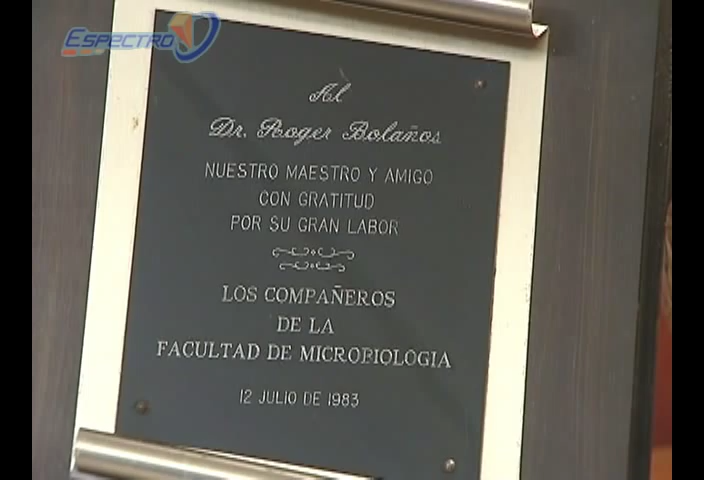 ESPECTRO
Al
Dr. Roger Bolaños
NUESTRO MAESTRO Y AMIGO
CON GRATITUD
POR SU GRAN LABOR
LOS COMPAÑEROS
DE LA
FACULTAD DE MICROBIOLOGIA
12 JULIO DE 1983